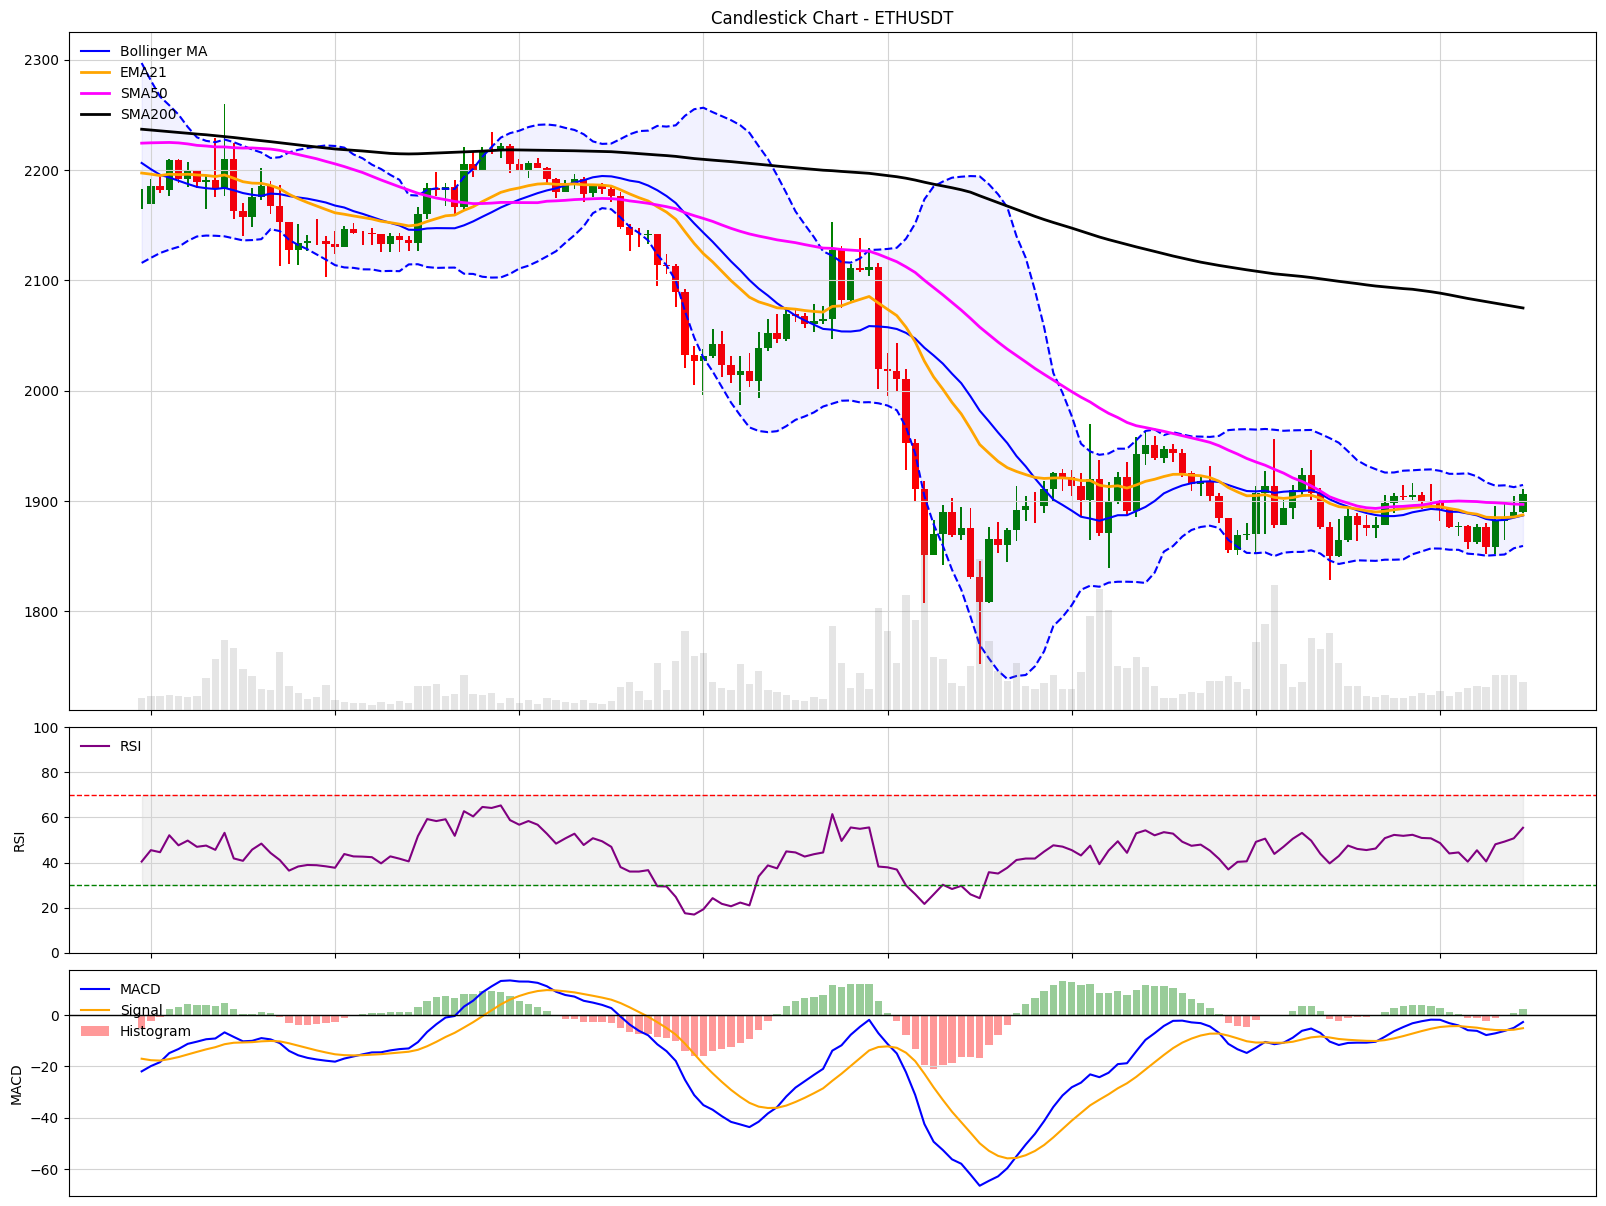 Candlestick Chart - ETHUSDT
Bollinger MA
EMA21
SMA50
SMA200
2300
2200
2100
2000
1900
1800
RSI
100
80
60
40
20
0
RSI
MACD
Signal
Histogram
0
−20
−40
−60
MACD